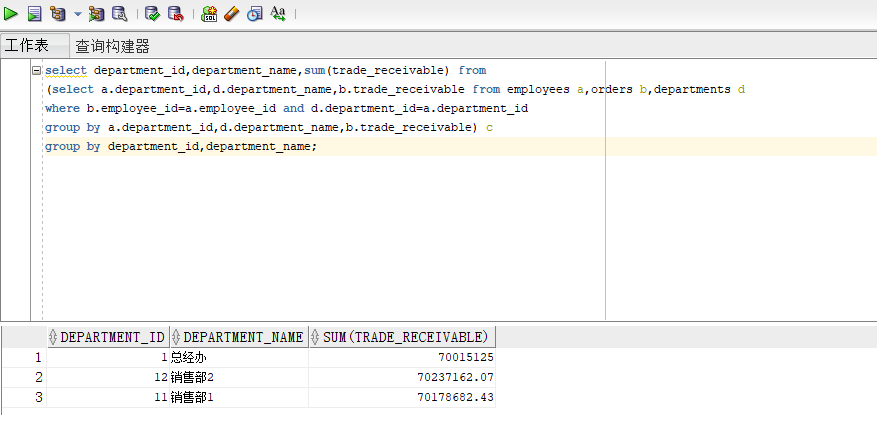 SQL
Aa
工作表 查询构建器
select department_id,department_name,sum(trade_receivable) from
(select a.department_id,d.department_name,b.trade_receivable from employees a,orders b,departments d
where b.employee_id=a.employee_id and d.department_id=a.department_id
group by a.department_id,d.department_name,b.trade_receivable) c
group by department_id,department_name;
DEPARTMENT_ID DEPARTMENT_NAME SUM(TRADE_RECEIVABLE)
1 1 总经办 70015125
2 12 销售部2 70237162.07
3 11 销售部1 70178682.43